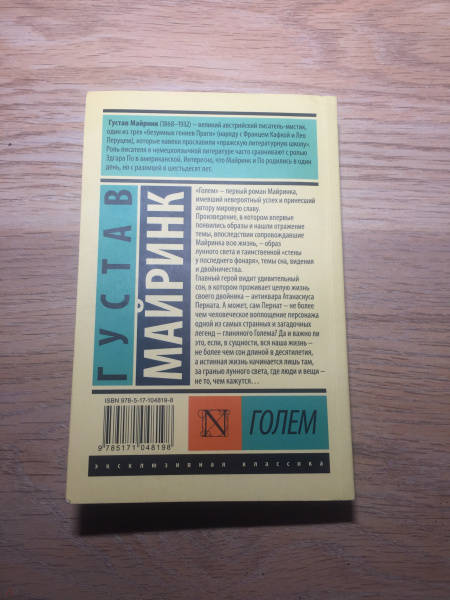 Густав Майринк (1868–1932) – великий австрийский писатель-мистик,
один из трех «безумных гениев Праги» (наряду с Францем Кафкой и Лео
Перуцем), которые навеки прославили «пражскую литературную школу».
Роль писателя в немецкоязычной литературе часто сравнивают с ролью
Эдгара По в американской. Интересно, что Майринк и По родились в один
день, но с разницей в шестьдесят лет.
ГУСТАВ
МАЙРИНК
«Голем» – первый роман Майринка,
имевший невероятный успех и принесший
автору мировую славу.
Произведение, в котором впервые
появились образы и нашли отражение
темы, впоследствии сопровождавшие
Майринка всю жизнь, – образ
лунного света и таинственной «стены
у последнего фонаря», темы сна, видения
и двойничества.
Главный герой видит удивительный
сон, в котором проживает целую жизнь
своего двойника – антиквара Атанасиуса
Перната. А может, сам Пернат – не более
чем человеческое воплощение персонажа
одной из самых странных и загадочных
легенд – глиняного Голема? Да и важно ли
это, если, в сущности, вся наша жизнь –
не более чем сон длиной в десятилетия,
а истинная жизнь начинается лишь там,
за гранью лунного света, где люди и вещи –
не то, чем кажутся…
ISBN 978-5-17-104819-8
9 785171 048198
N
ГОЛЕМ
эксклюзивная классика